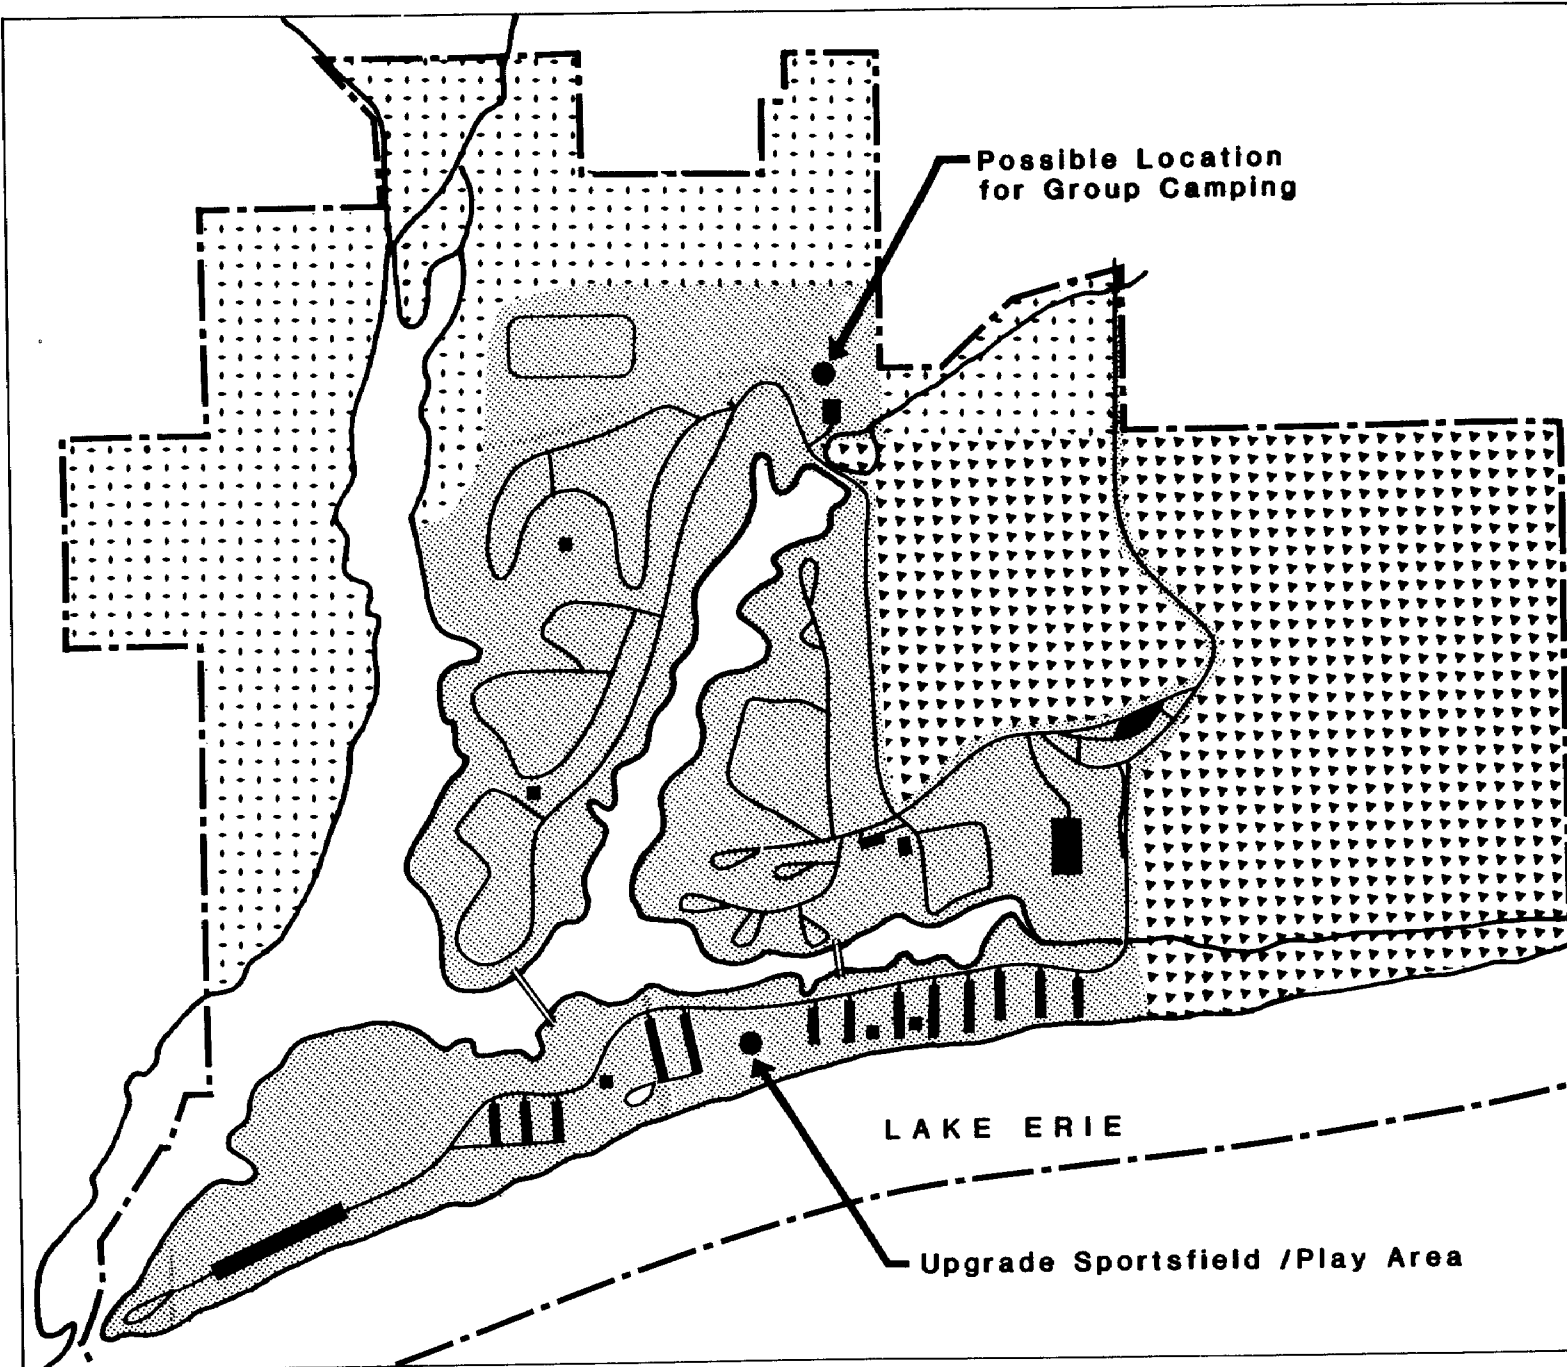 Possible Location
for Group Camping
LAKE ERIE
Upgrade Sportsfield /Play Area